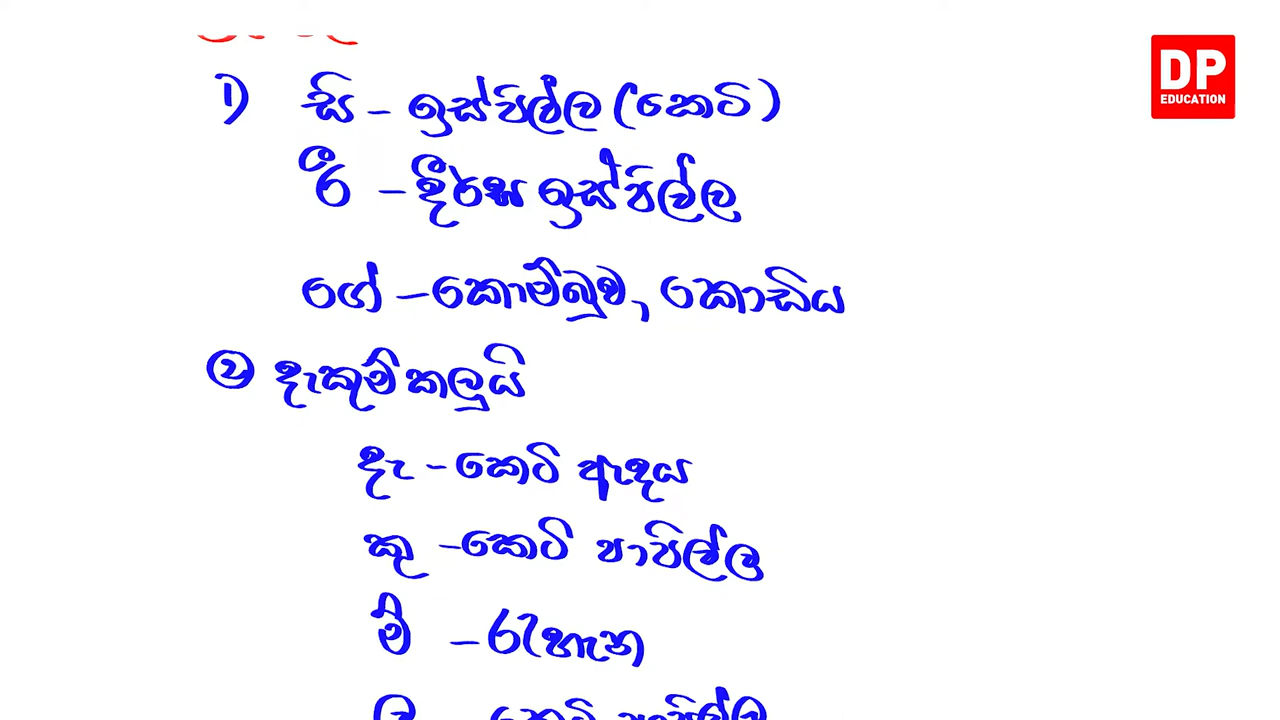 DP
EDUCATION
1) සි - ඉස්පිල්ල (කෙටි)
රී - දීර්ඝ ඉස්පිල්ල
ගේ - කොම්බුව, කොඩිය
2 දැකුම්කලුයි
දැ - කෙටි ඇදය
කු - කෙටි පාපිල්ල
ම් - රැහැන
ලු - කෙටි පාපිල්ල